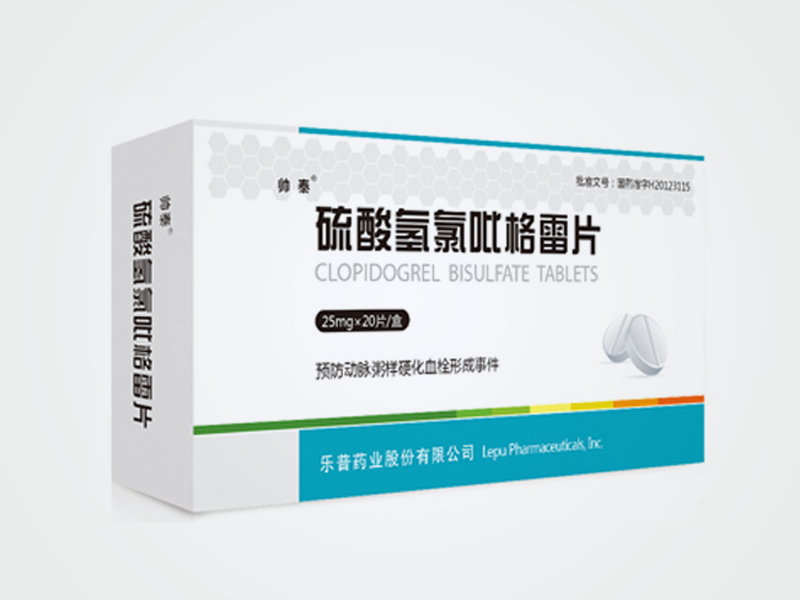 帅泰®
硫酸氢氯吡格雷片
帅泰®
批准文号：国药准字H20123115
硫酸氢氯吡格雷片
CLOPIDOGREL BISULFATE TABLETS
25mg×20片/盒
预防动脉粥样硬化血栓形成事件
乐普药业股份有限公司 Lepu Pharmaceuticals, Inc.